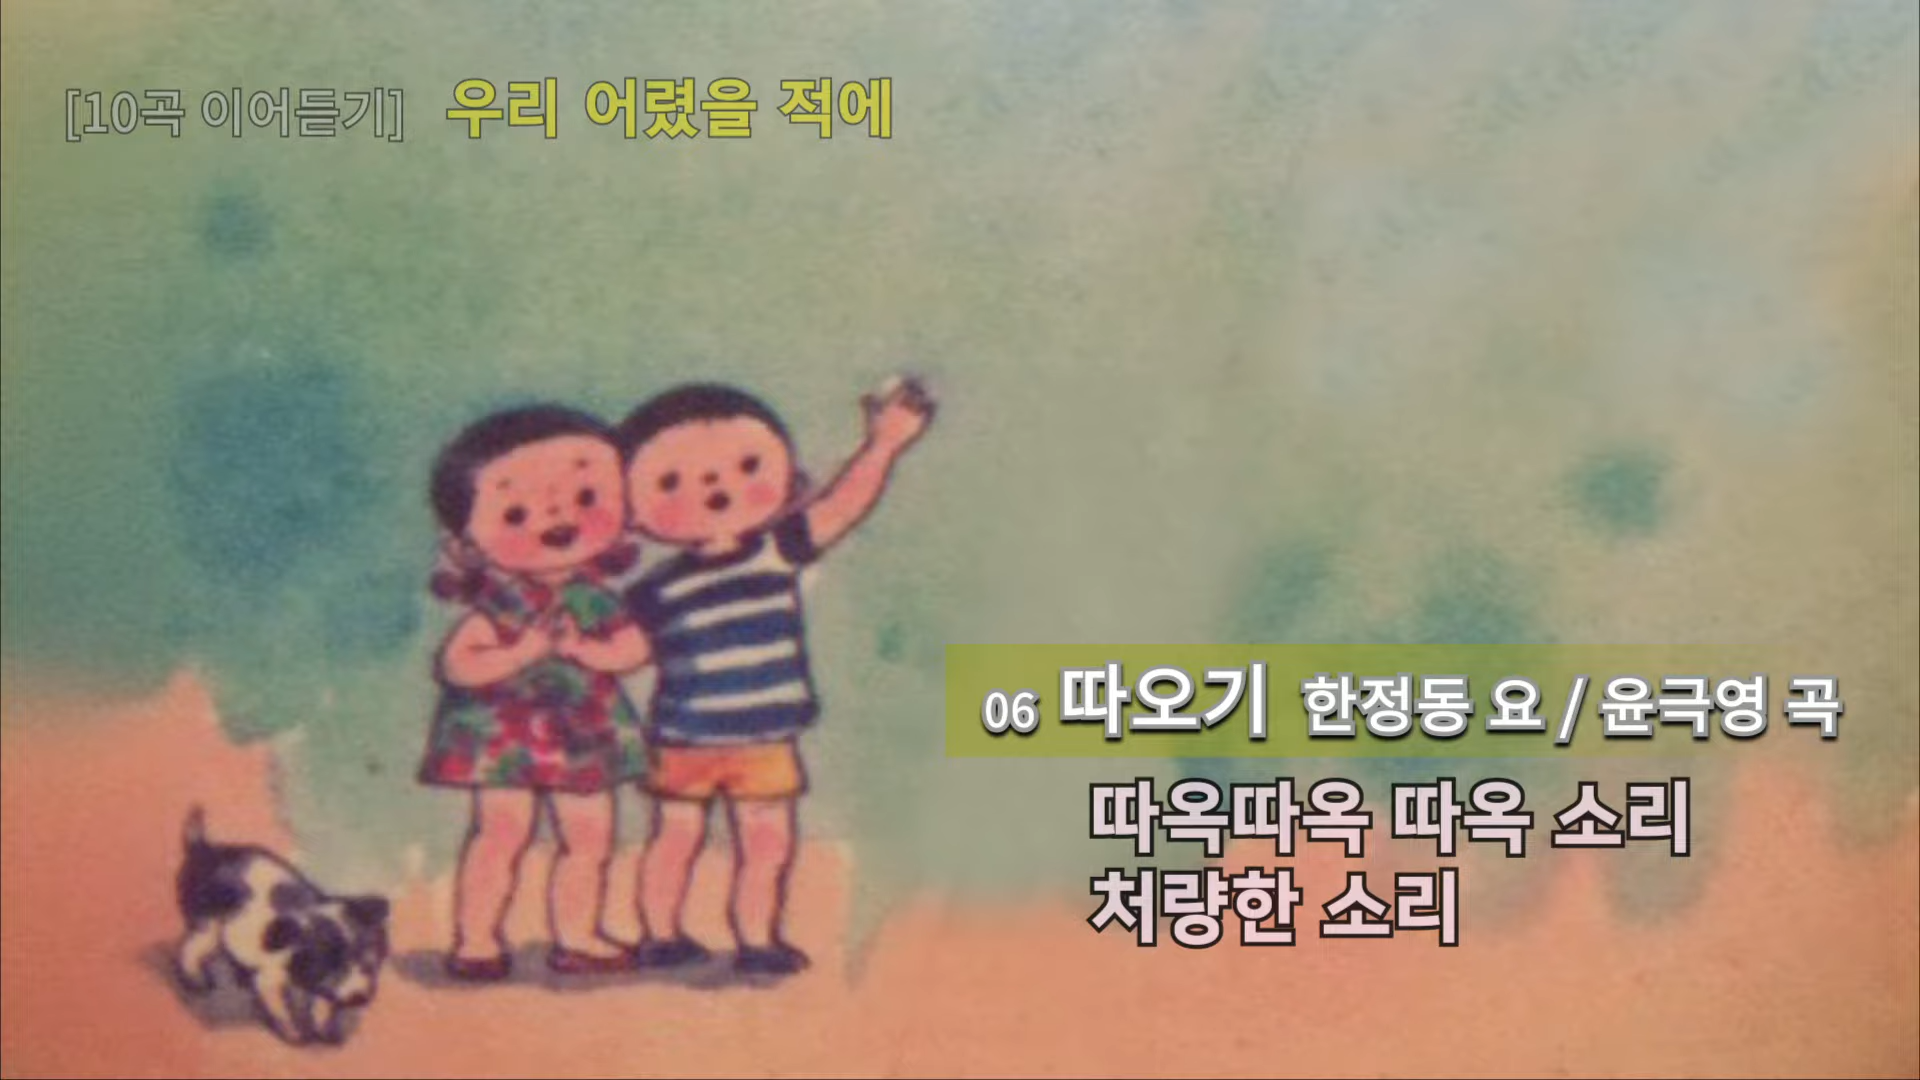 [10곡 이어듣기] 우리 어렸을 적에
06 따오기 한정동 요 / 윤극영 곡
따옥따옥 따옥 소리
처량한 소리